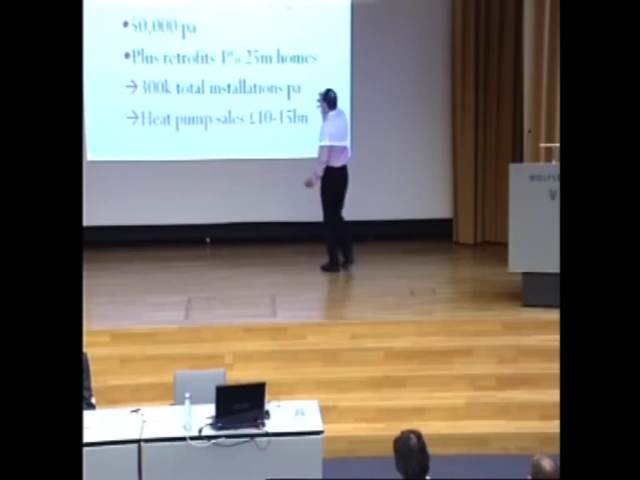 •50,000 pa
•Plus retrofits 1% 25m homes
→300k total installations pa
→Heat pump sales £10-15bn